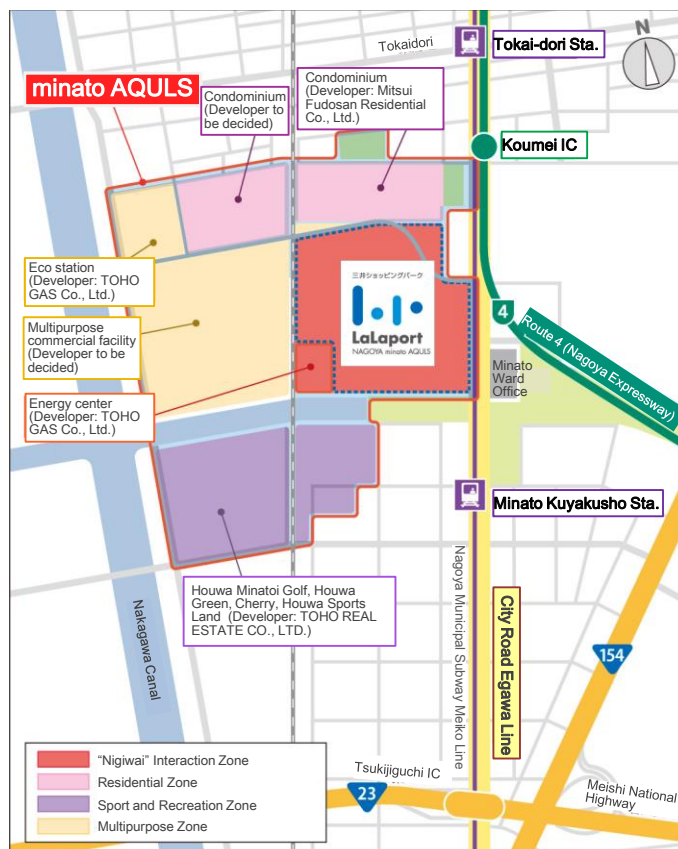 N
Tokaidori
Tokai-dori Sta.
minato AQULS
Condominium
(Developer to
be decided)
Condominium
(Developer: Mitsui
Fudosan Residential
Co., Ltd.)
Koumei IC
Eco station
(Developer: TOHO
GAS Co., Ltd.)
三井ショッピングパーク
LaLaport
NAGOYA minato AQULS
4
Route 4 (Nagoya Expressway)
Multipurpose
commercial facility
(Developer to be
decided)
Minato
Ward
Office
Energy center
(Developer: TOHO
GAS Co., Ltd.)
Minato Kuyakusho Sta.
Houwa Minatoi Golf, Houwa
Green, Cherry, Houwa Sports
Land (Developer: TOHO REAL
ESTATE CO., LTD.)
Nakagawa Canal
Nagoya Municipal Subway Meiko Line
City Road Egawa Line
154
"Nigiwai" Interaction Zone
Residential Zone
Sport and Recreation Zone
Multipurpose Zone
Tsukijiguchi IC
23
Meishi National
Highway